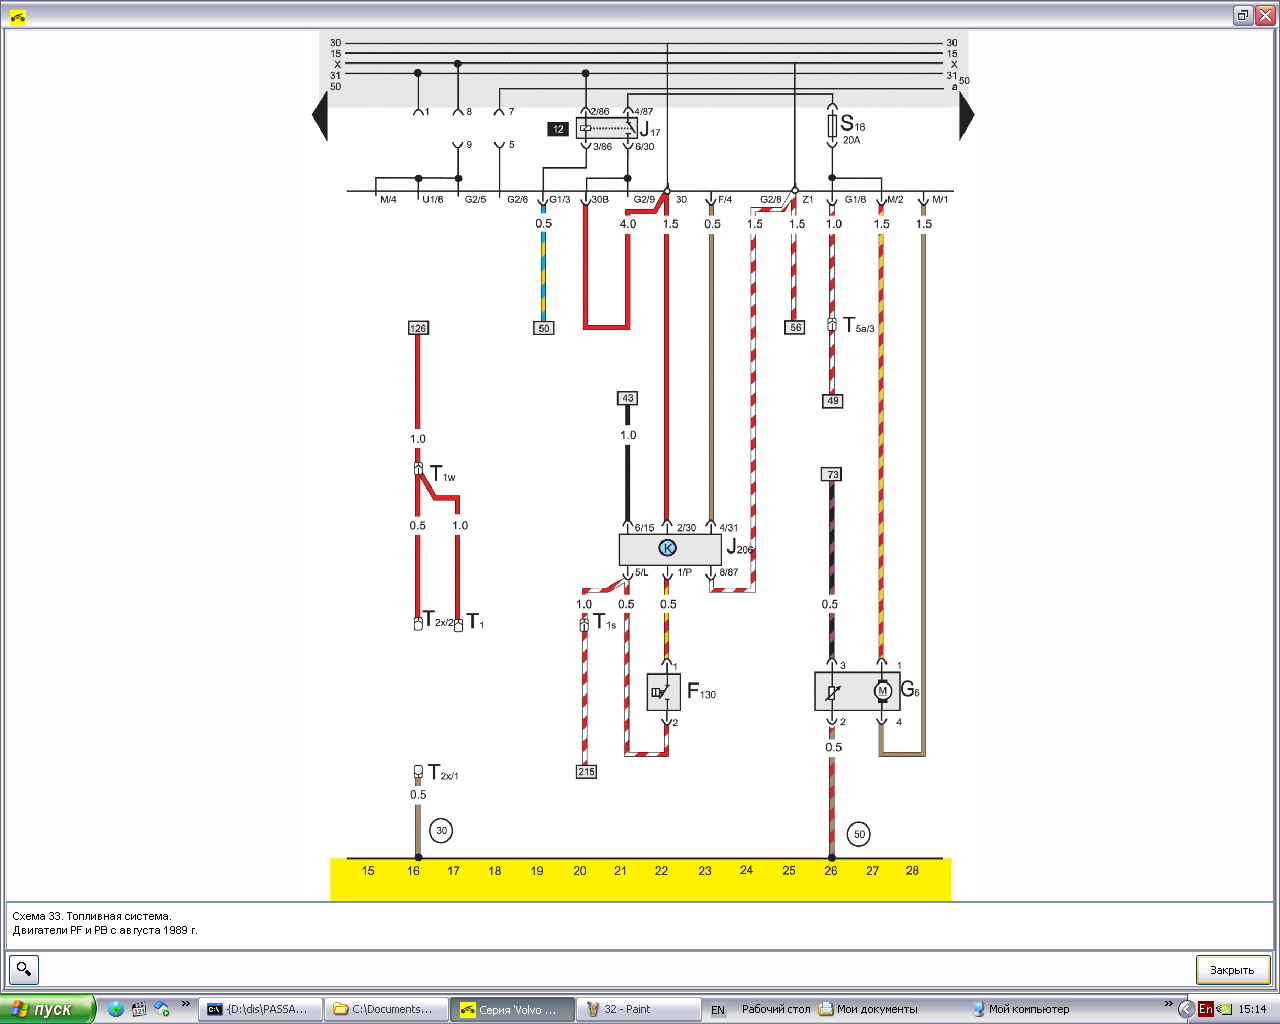 30 30
15 15
X X
31 31 50
50 a
1 8 7 2/86 4/87
12 J17 S18
20A
9 5 3/86 6/30
M/4 U1/8 G2/5 G2/6 G1/3 30B G2/9 30 F/4 G2/8 Z1 G1/8 M/2 M/1
0.5 4.0 1.5 0.5 1.5 1.5 1.0 1.5 1.5
126 50 56 T5a/3
43 49
1.0 1.0
T1w 73
0.5 1.0 6/15 2/30 4/31
K J206
5/L 1/P 8/87
1.0 0.5 0.5 0.5
T2x/2 T1 T1s
1 3 1
F130 M G6
2 2 4
0.5
T2x/1 215
0.5
30 50
15 16 17 18 19 20 21 22 23 24 25 26 27 28
Схема 33. Топливная система.
Двигатели PF и PB с августа 1989 г.
Закрыть
пуск » {D:\dis\PASSA... C:\Documents... Серия 'Volvo ... 32 - Paint EN Рабочий стол Мои документы Мой компьютер » En 15:14